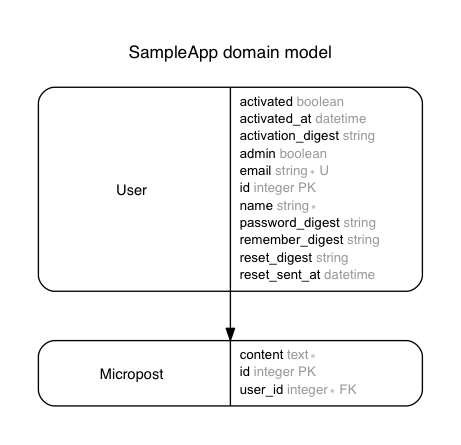 SampleApp domain model
User
activated boolean
activated_at datetime
activation_digest string
admin boolean
email string∗ U
id integer PK
name string∗
password_digest string
remember_digest string
reset_digest string
reset_sent_at datetime
Micropost
content text∗
id integer PK
user_id integer∗ FK